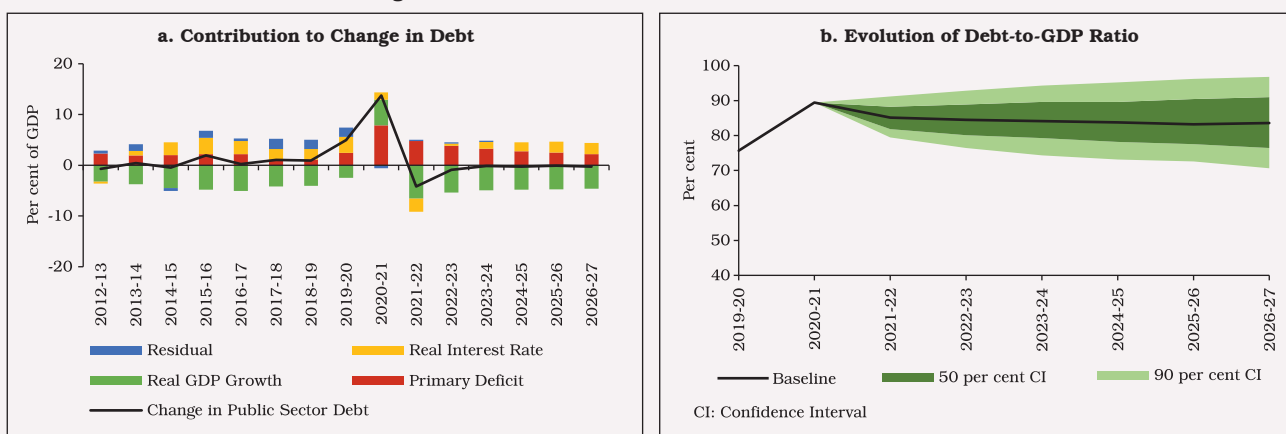 a. Contribution to Change in Debt
Per cent of GDP
20
10
0
-10
-20
2012-13
2013-14
2014-15
2015-16
2016-17
2017-18
2018-19
2019-20
2020-21
2021-22
2022-23
2023-24
2024-25
2025-26
2026-27
Residual
Real Interest Rate
Real GDP Growth
Primary Deficit
Change in Public Sector Debt
b. Evolution of Debt-to-GDP Ratio
Per cent
100
90
80
70
60
50
40
2019-20
2020-21
2021-22
2022-23
2023-24
2024-25
2025-26
2026-27
Baseline
50 per cent CI
90 per cent CI
CI: Confidence Interval